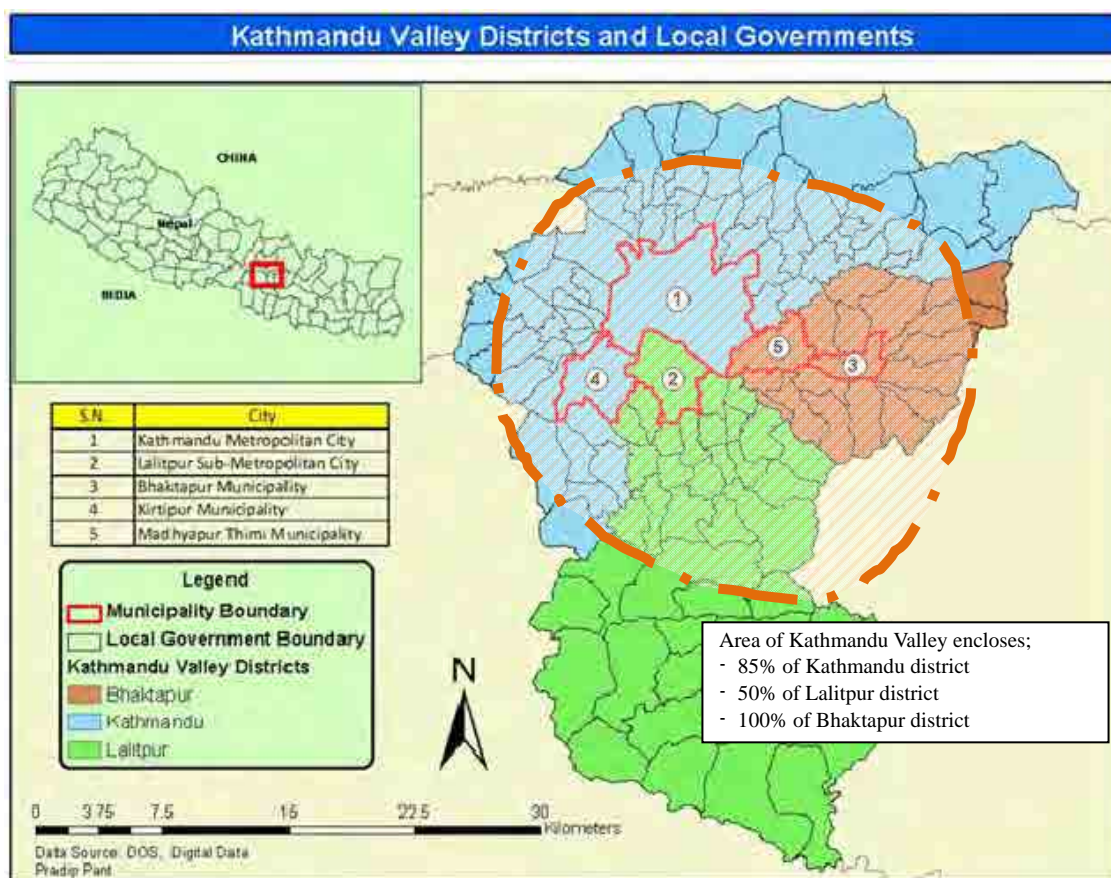 Kathmandu Valley Districts and Local Governments
CHINA
Nepal
INDIA
1
5
3
4
2
S.N. City
1 Kathmandu Metropolitan City
2 Lalitpur Sub-Metropolitan City
3 Bhaktapur Municipality
4 Kirtipur Municipality
5 Madhyapur Thimi Municipality
Legend
Municipality Boundary
Local Government Boundary
Kathmandu Valley Districts
Bhaktapur
Kathmandu
Lalitpur
N
Area of Kathmandu Valley encloses;
- 85% of Kathmandu district
- 50% of Lalitpur district
- 100% of Bhaktapur district
0 3.75 7.5 15 22.5 30
Kilometers
Data Source: DOS, Digital Data
Pradip Pant